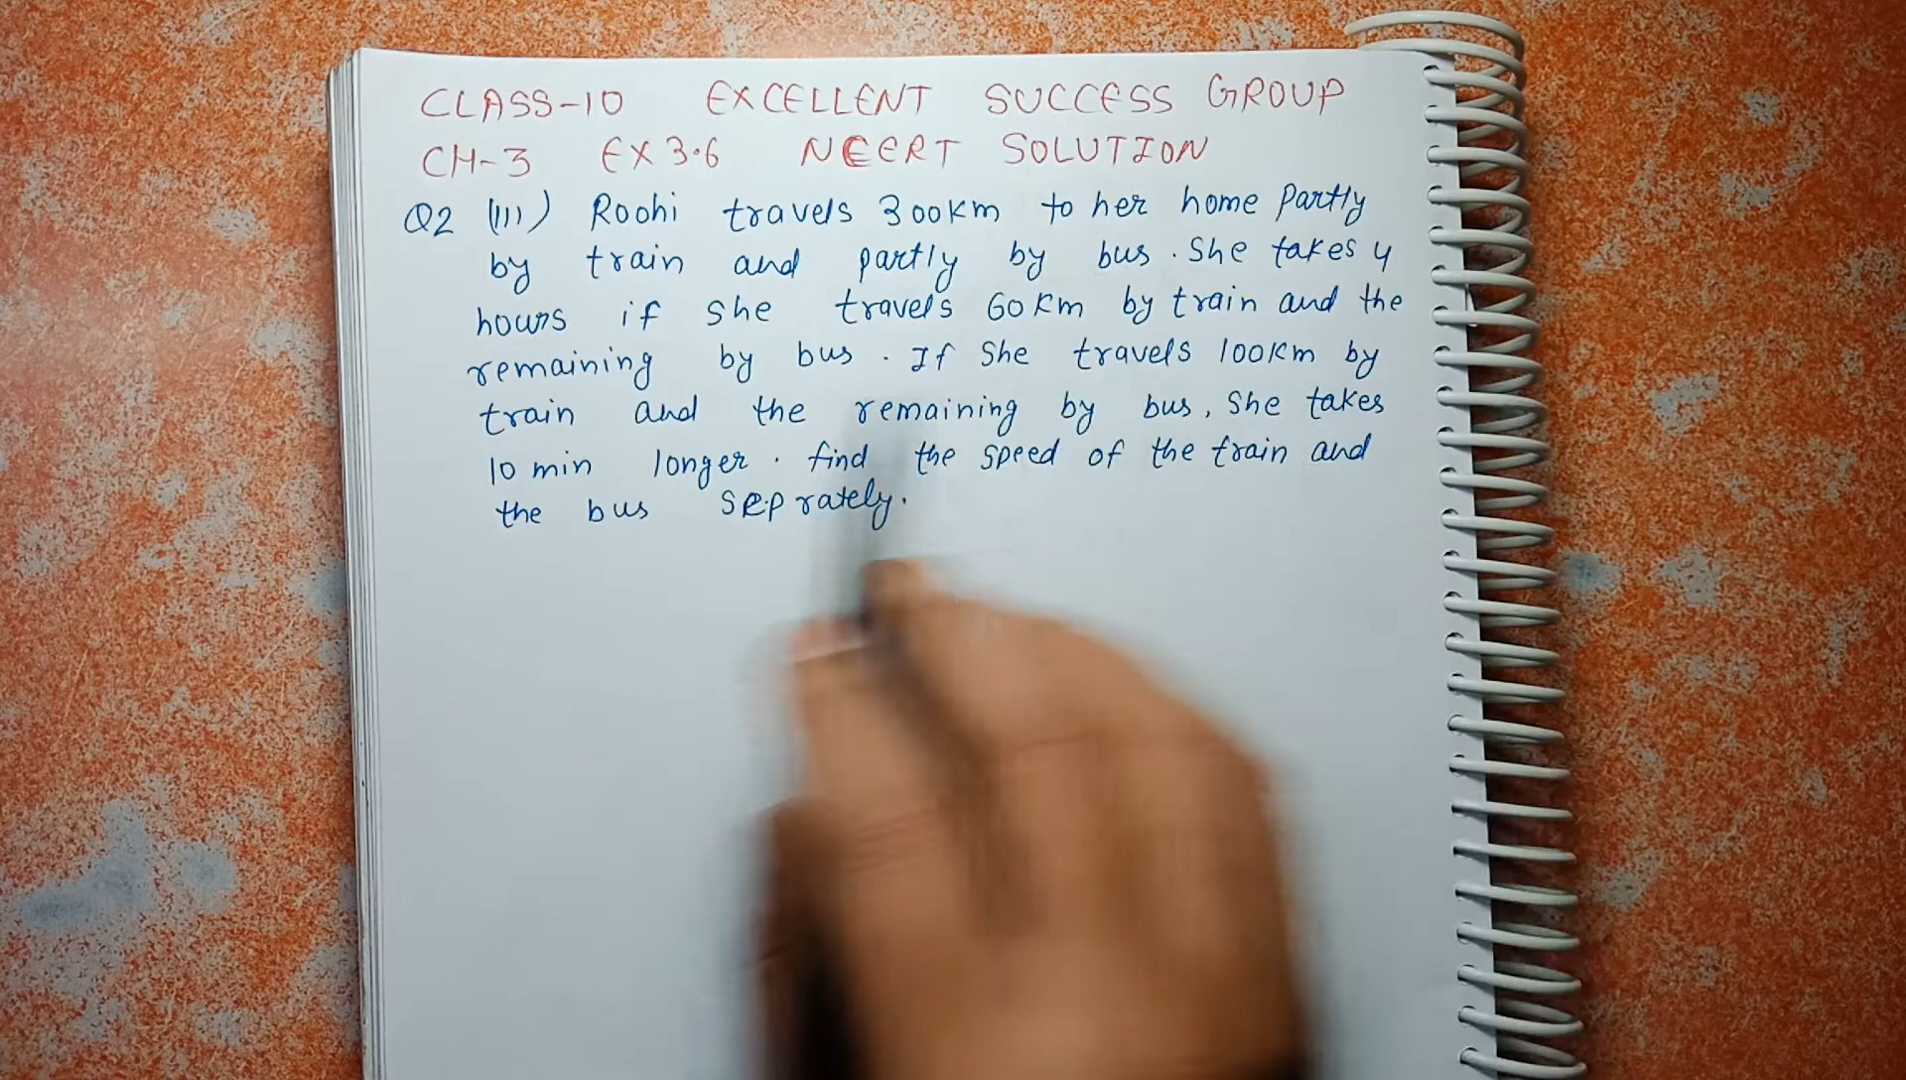 CLASS-10 EXCELLENT SUCCESS GROUP
CH-3 EX 3.6 NCERT SOLUTION
Q2 (III) Roohi travels 300km to her home Partly
by train and partly by bus. She takes 4
hours if she travels 60km by train and the
remaining by bus. If She travels 100km by
train and the remaining by bus, She takes
10 min longer. find the speed of the train and
the bus seprately.